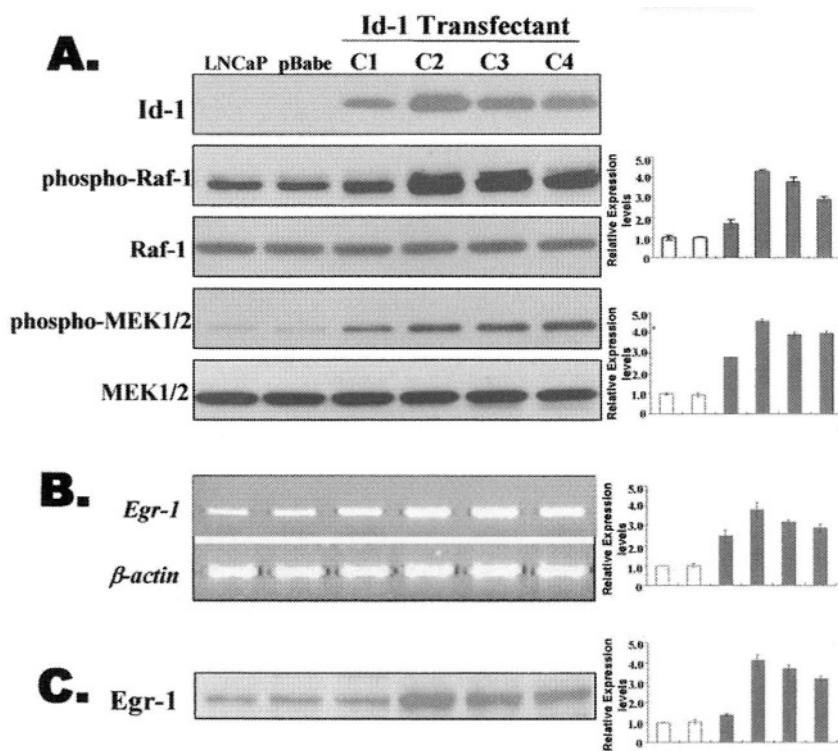 A.
Id-1 Transfectant
LNCaP pBabe C1 C2 C3 C4
Id-1
phospho-Raf-1
Raf-1
phospho-MEK1/2
MEK1/2
Relative Expression levels
5.0
4.0
3.0
2.0
1.0
0
Relative Expression levels
5.0
4.0
3.0
2.0
1.0
0
B.
Egr-1
β-actin
Relative Expression levels
5.0
3.0
1.0
0
C.
Egr-1
Relative Expression levels
5.0
4.0
3.0
2.0
1.0
0